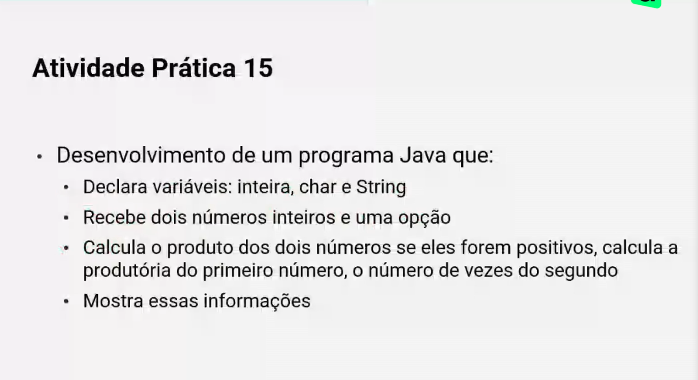 Atividade Prática 15
• Desenvolvimento de um programa Java que:
• Declara variáveis: inteira, char e String
• Recebe dois números inteiros e uma opção
• Calcula o produto dos dois números se eles forem positivos, calcula a
produtória do primeiro número, o número de vezes do segundo
• Mostra essas informações